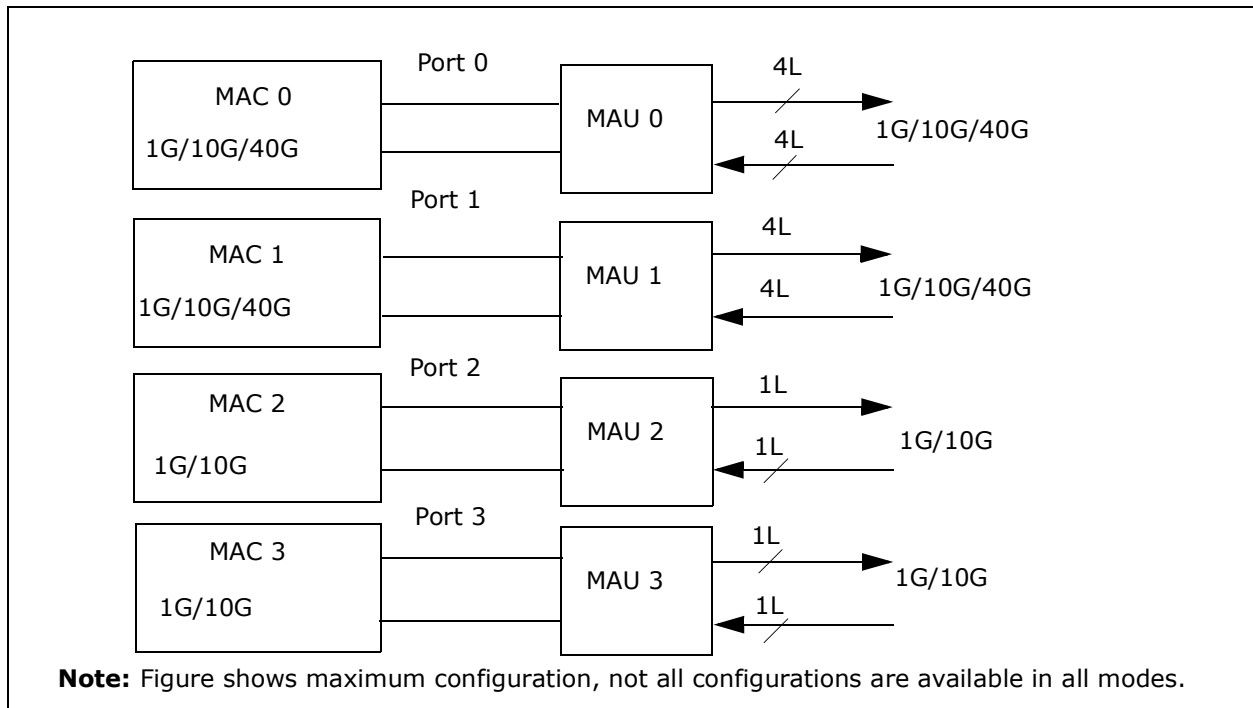 Port 0
MAC 0
1G/10G/40G
MAU 0
4L
4L
1G/10G/40G
Port 1
MAC 1
1G/10G/40G
MAU 1
4L
4L
1G/10G/40G
Port 2
MAC 2
1G/10G
MAU 2
1L
1L
1G/10G
Port 3
MAC 3
1G/10G
MAU 3
1L
1L
1G/10G
Note: Figure shows maximum configuration, not all configurations are available in all modes.